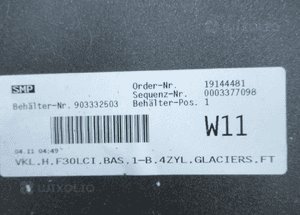 SMP
Order-Nr. 19144481
Sequenz-Nr. 0003377098
Behälter-Nr. 903332503 Behälter-Pos. 1
W11
04.11 04:49
VKL.H.F30LCI.BAS.1-B.4ZYL.GLACIERS.FT